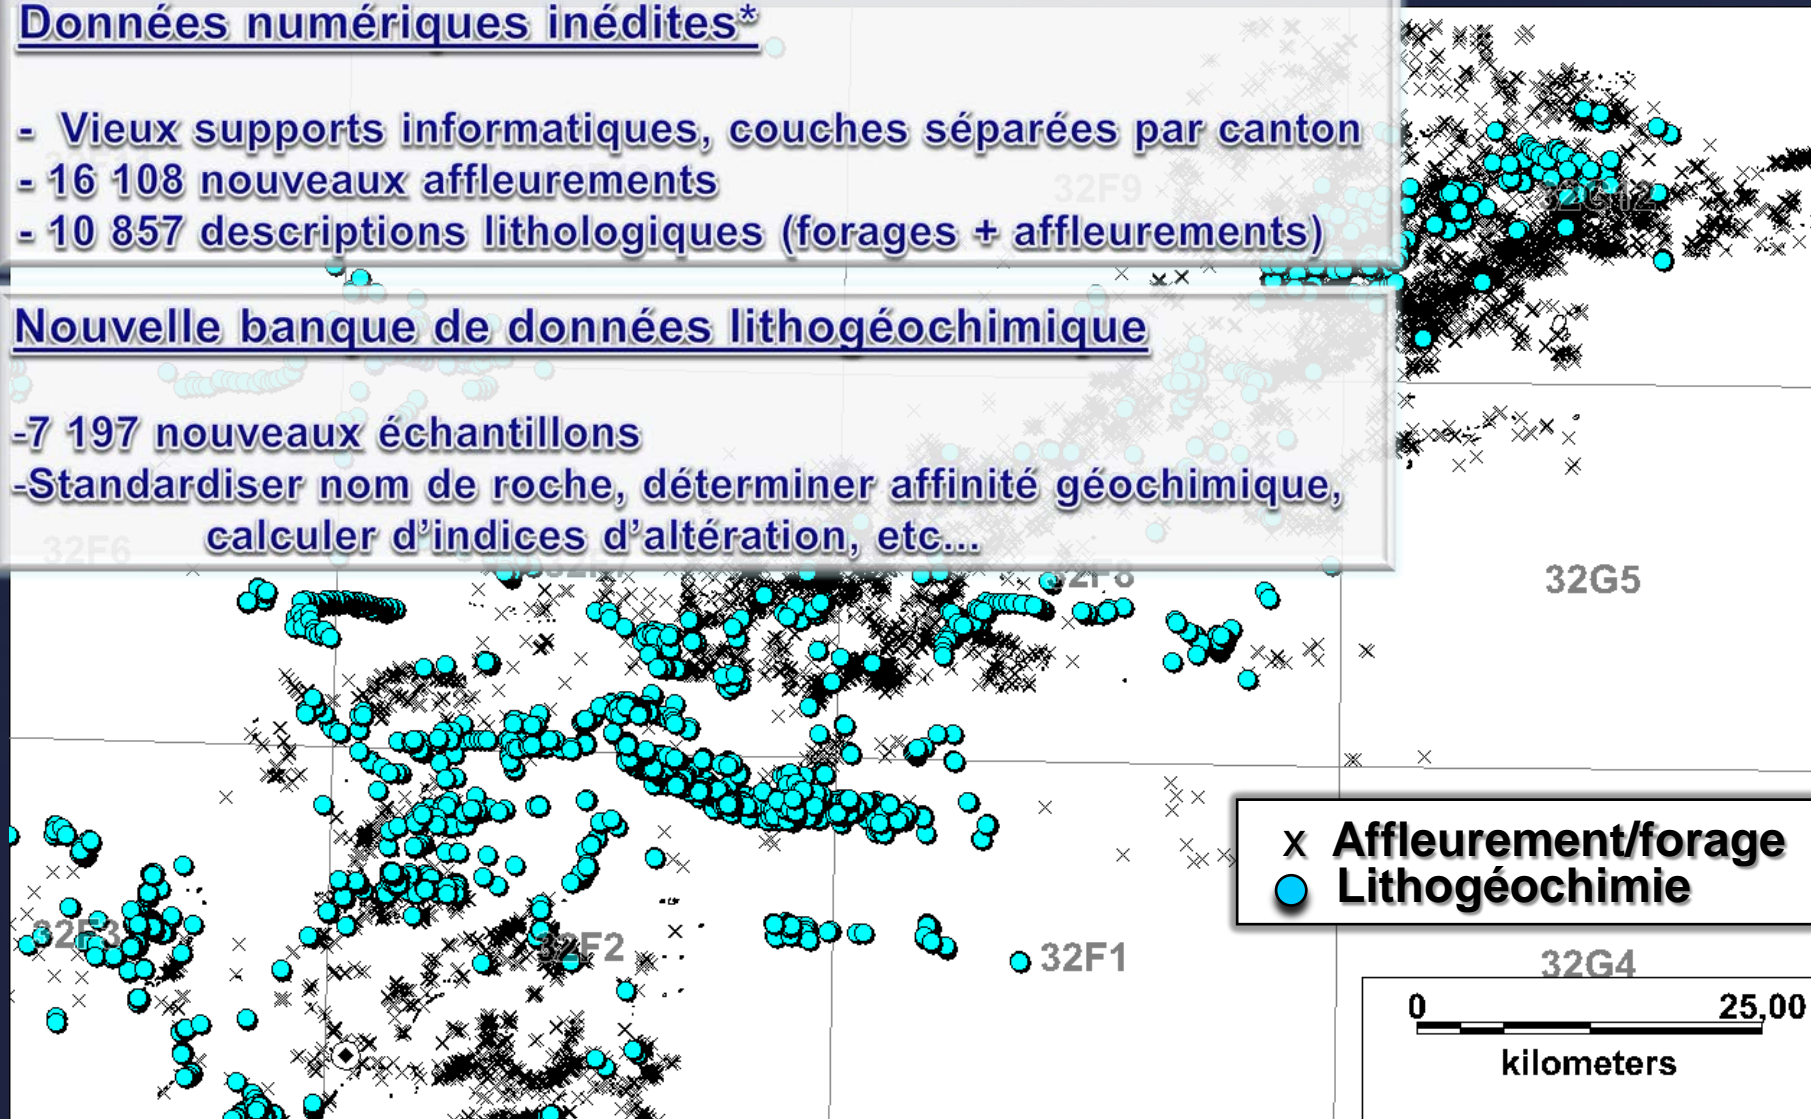 Données numériques inédites*
- Vieux supports informatiques, couches séparées par canton
- 16 108 nouveaux affleurements
- 10 857 descriptions lithologiques (forages + affleurements)
32F9
32G12
Nouvelle banque de données lithogéochimique
-7 197 nouveaux échantillons
-Standardiser nom de roche, déterminer affinité géochimique,
calculer d’indices d’altération, etc...
32F6
32F7
32F8
32G5
x Affleurement/forage
Lithogéochimie
32F3
32F2
32F1
32G4
0 25,00
kilometers